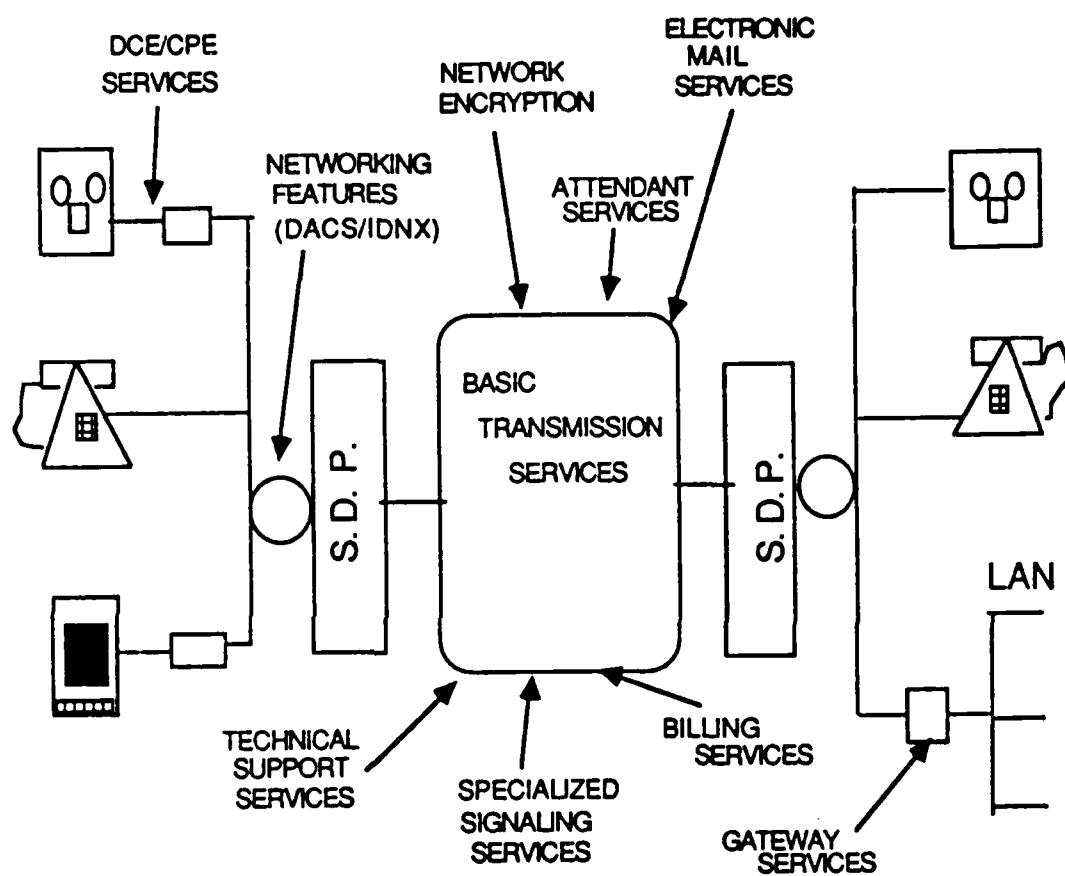 DCE/CPE
SERVICES
NETWORK
ENCRYPTION
ELECTRONIC
MAIL
SERVICES
NETWORKING
FEATURES
(DACS/IDNX)
ATTENDANT
SERVICES
BASIC
TRANSMISSION
SERVICES
S. D. P.
S. D. P.
LAN
TECHNICAL
SUPPORT
SERVICES
SPECIALIZED
SIGNALING
SERVICES
BILLING
SERVICES
GATEWAY
SERVICES